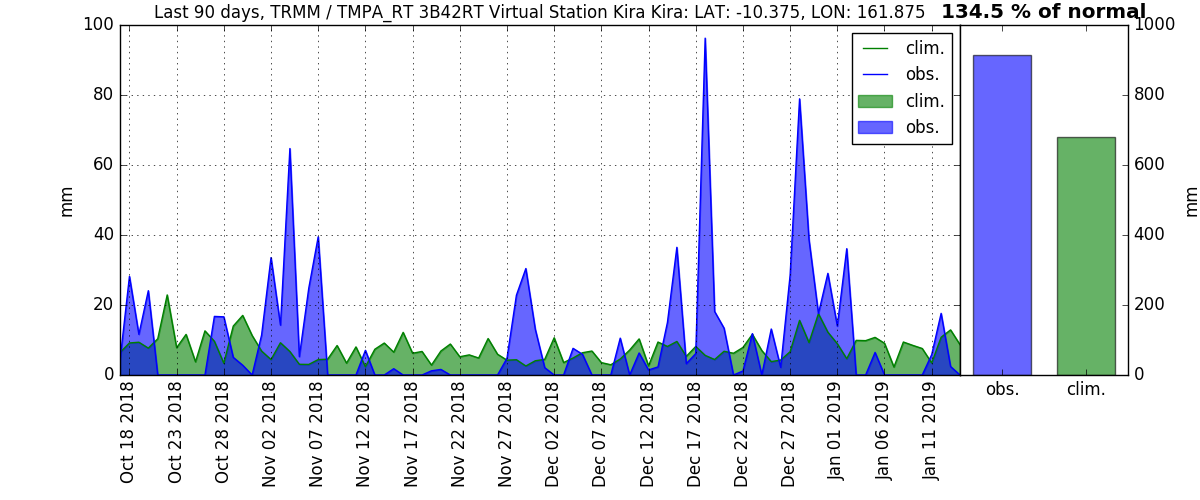 Last 90 days, TRMM / TMPA_RT 3B42RT Virtual Station Kira Kira: LAT: -10.375, LON: 161.875
134.5 % of normal
100
80
60
40
20
0
mm
clim.
obs.
clim.
obs.
1000
800
600
400
200
0
mm
obs.
clim.
Oct 18 2018
Oct 23 2018
Oct 28 2018
Nov 02 2018
Nov 07 2018
Nov 12 2018
Nov 17 2018
Nov 22 2018
Nov 27 2018
Dec 02 2018
Dec 07 2018
Dec 12 2018
Dec 17 2018
Dec 22 2018
Dec 27 2018
Jan 01 2019
Jan 06 2019
Jan 11 2019